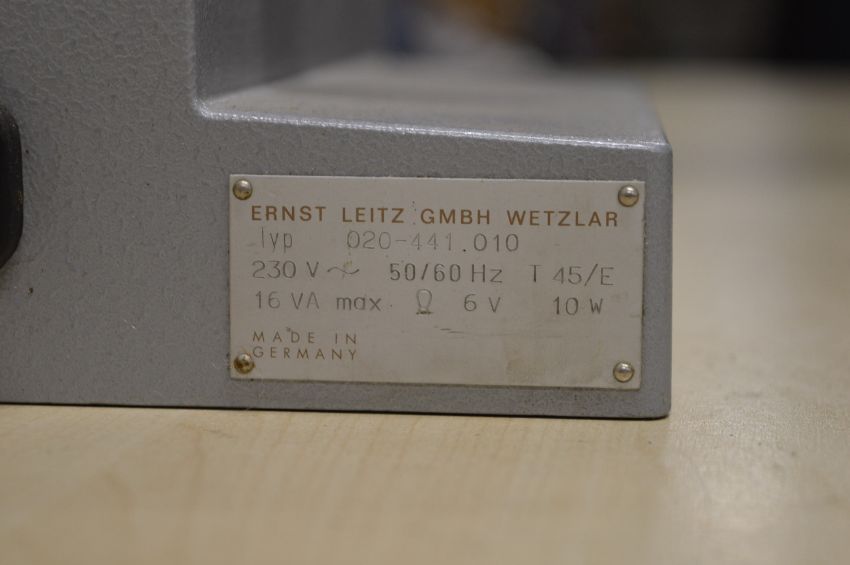 ERNST LEITZ GMBH WETZLAR
Typ 020-441.010
230 V ~ 50/60 Hz T 45/E
16 VA max. Ω 6 V 10 W
MADE IN
GERMANY